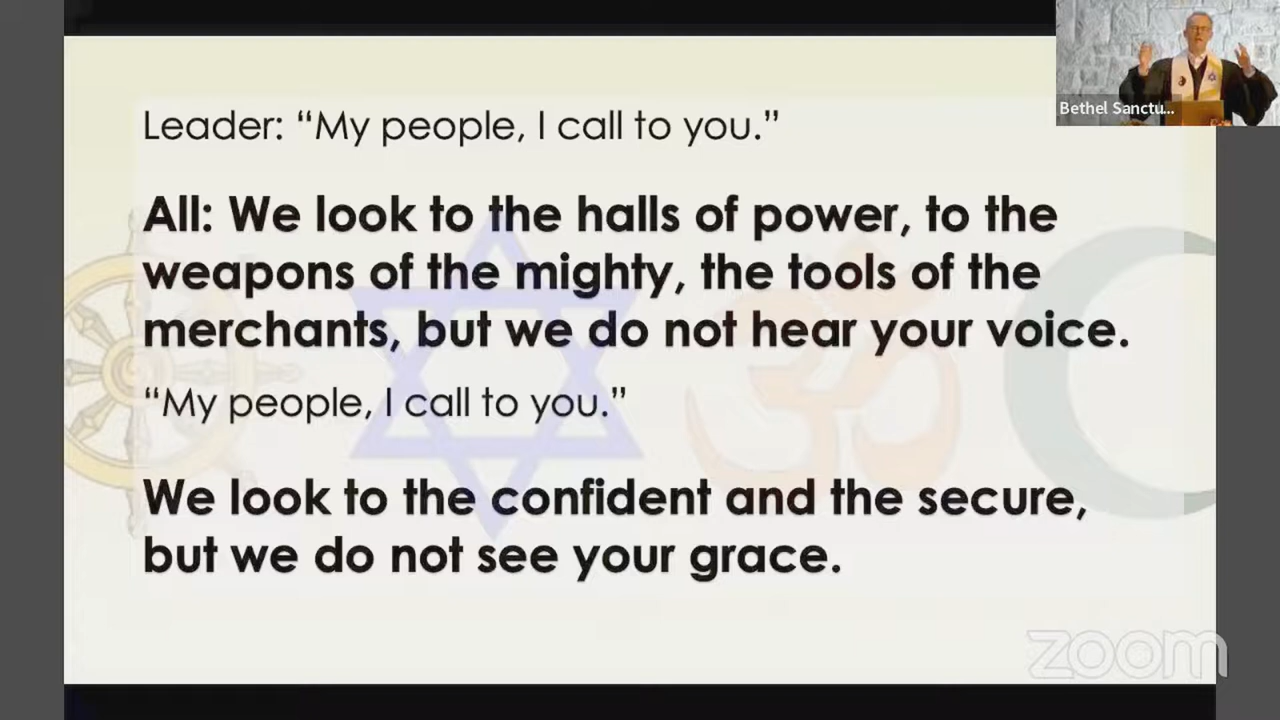 Leader: “My people, I call to you.”
Bethel Sanctu...
All: We look to the halls of power, to the
weapons of the mighty, the tools of the
merchants, but we do not hear your voice.
“My people, I call to you.”
We look to the confident and the secure,
but we do not see your grace.
zoom